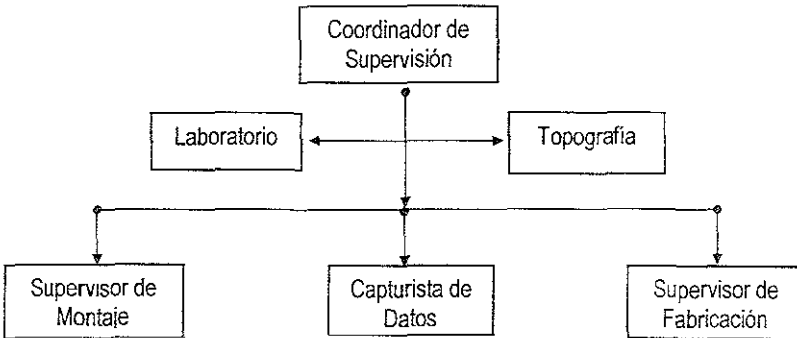 Coordinador de
Supervisión
Laboratorio
Topografía
Supervisor de
Montaje
Capturista de
Datos
Supervisor de
Fabricación